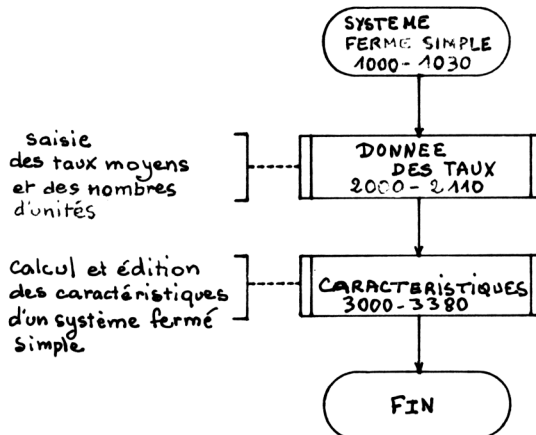 SYSTEME
FERME SIMPLE
1000-1030
saisie
des taux moyens
et des nombres
d'unités
DONNEE
DES TAUX
2000-2110
Calcul et édition
des caractéristiques
d'un système fermé
simple
CARACTERISTIQUES
3000-3380
FIN